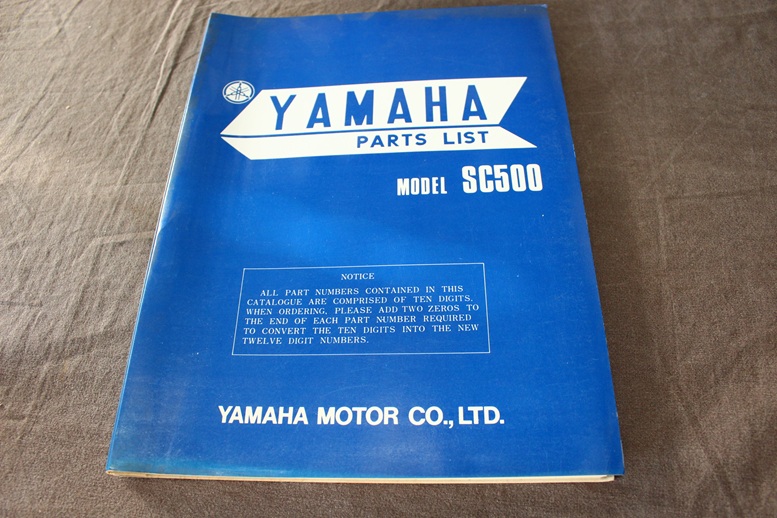 YAMAHA
PARTS LIST
MODEL SC500
NOTICE
ALL PART NUMBERS CONTAINED IN THIS
CATALOGUE ARE COMPRISED OF TEN DIGITS.
WHEN ORDERING, PLEASE ADD TWO ZEROS TO
THE END OF EACH PART NUMBER REQUIRED
TO CONVERT THE TEN DIGITS INTO THE NEW
TWELVE DIGIT NUMBERS.
YAMAHA MOTOR CO., LTD.